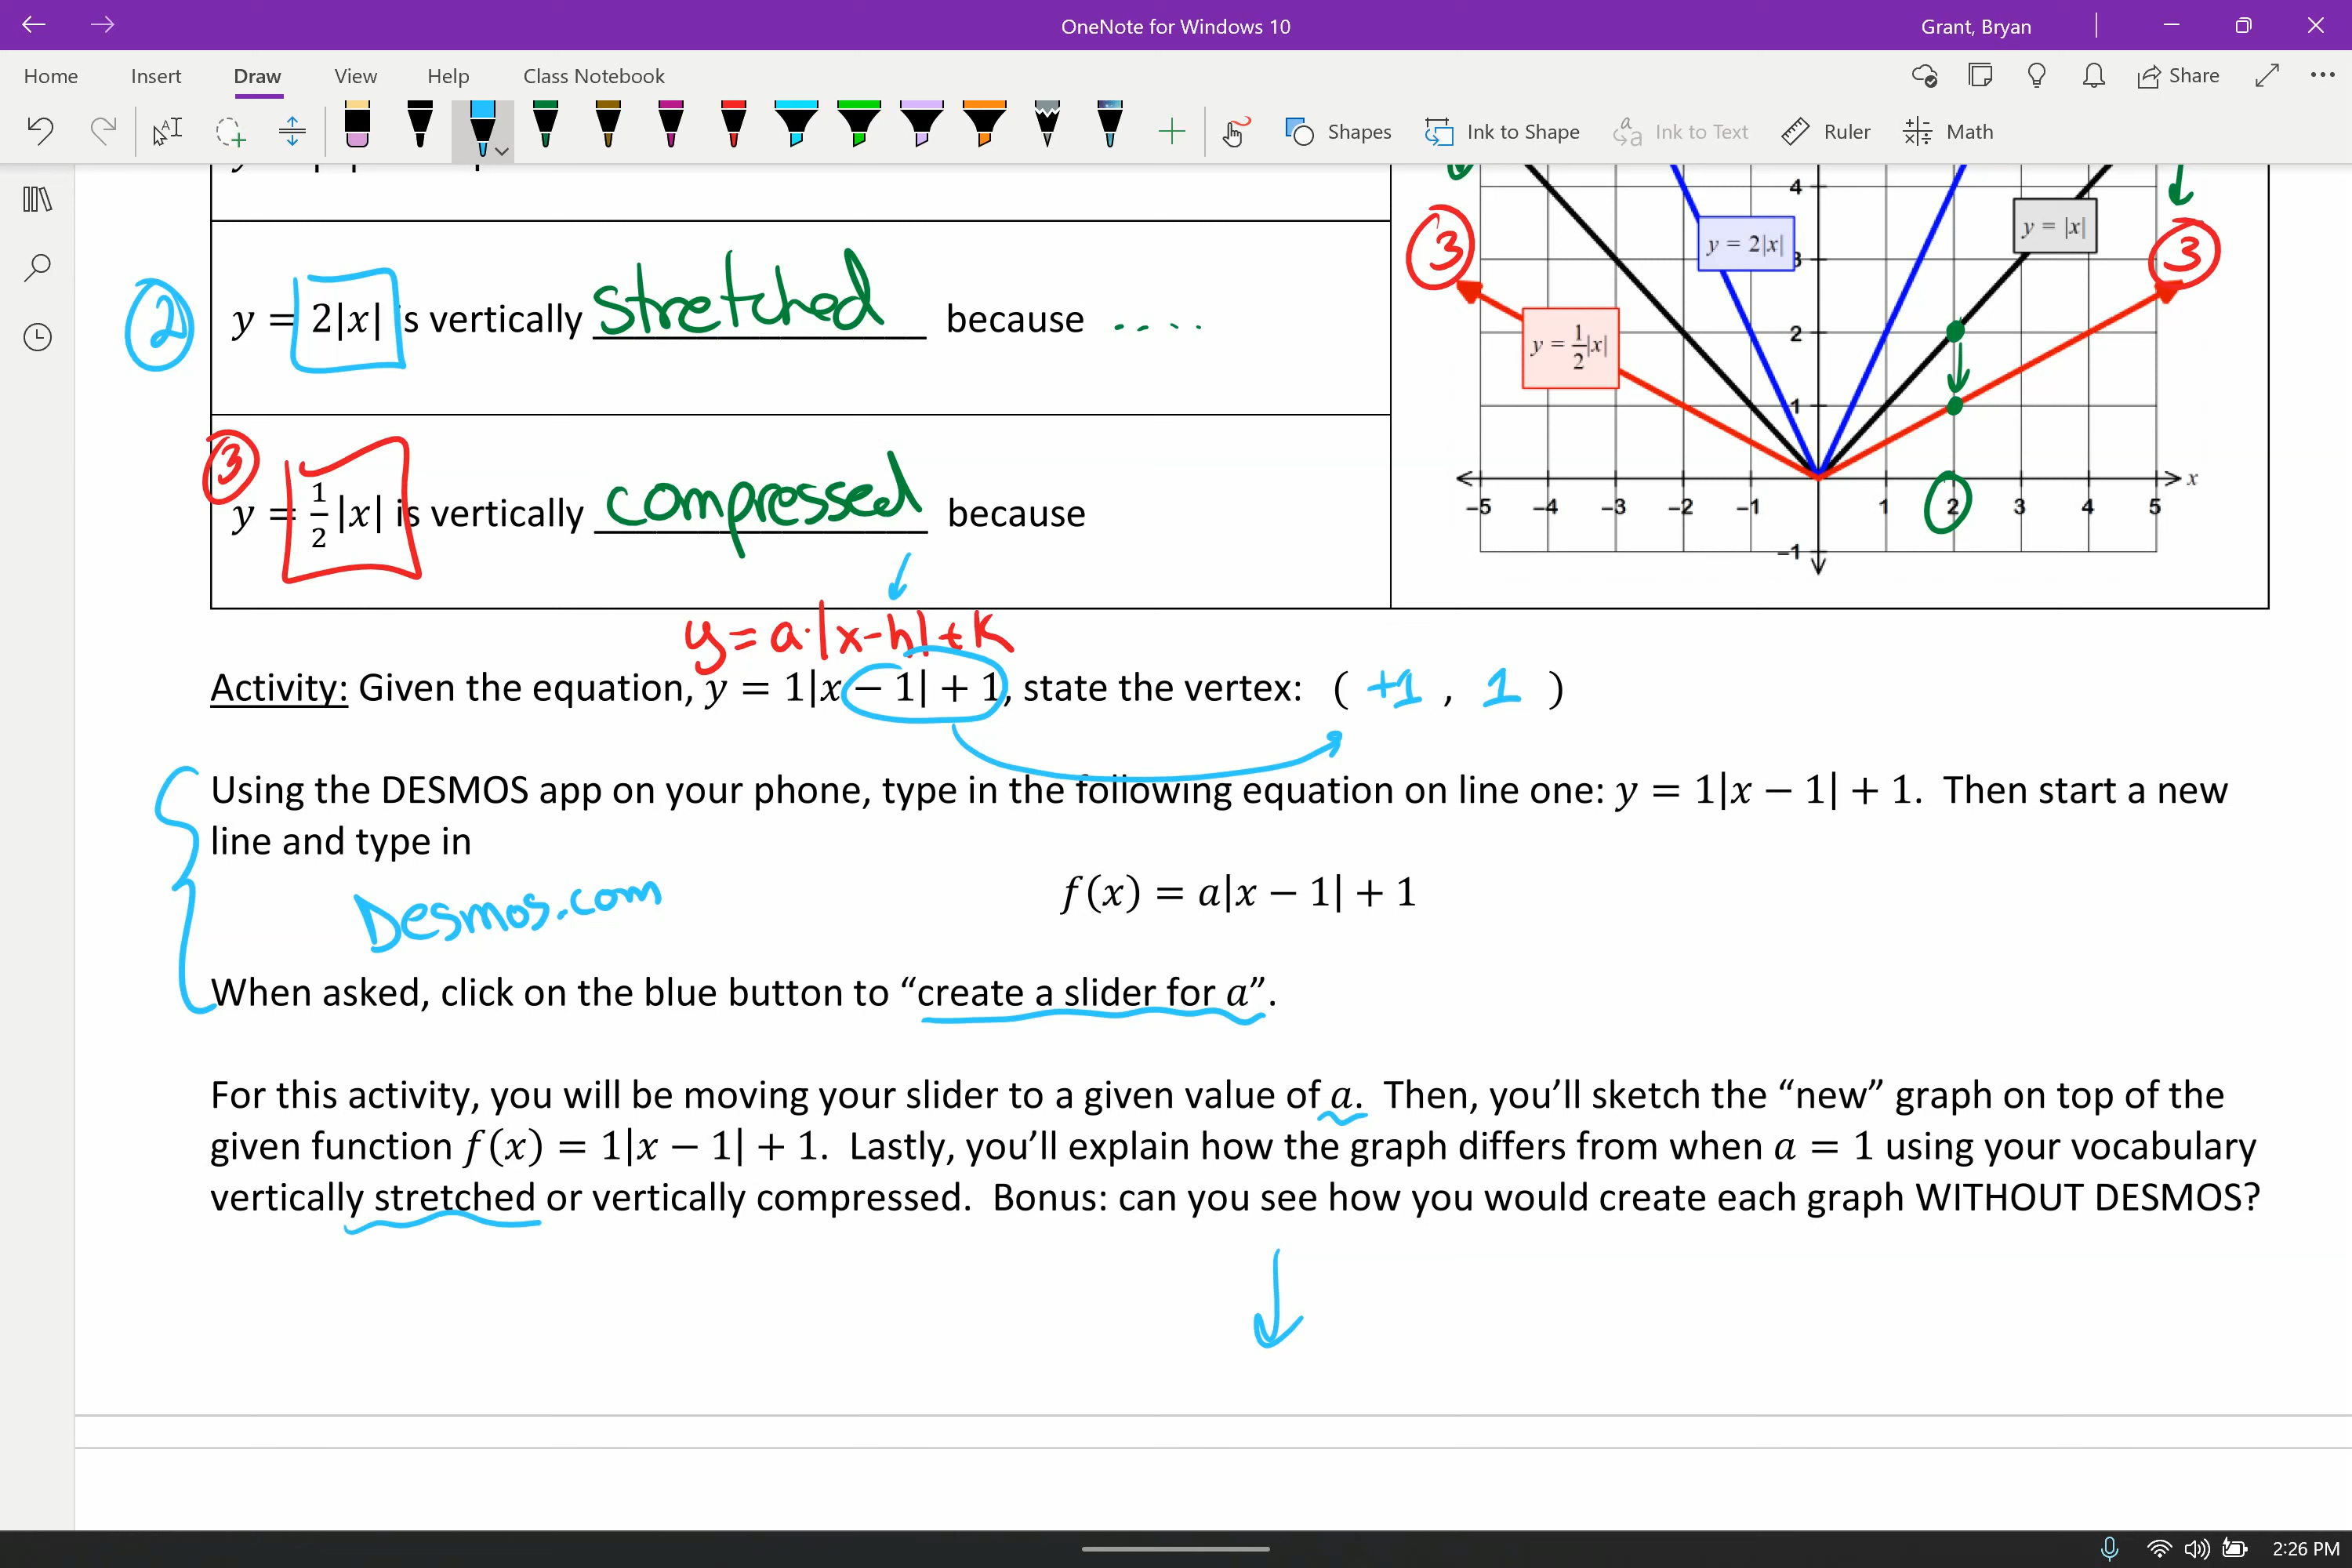 OneNote for Windows 10
Grant, Bryan
Home Insert Draw View Help Class Notebook
Share
Shapes Ink to Shape Ink to Text Ruler Math
② y = 2|x| is vertically stretched because ....
③ y = 1/2 |x| is vertically compressed because
4
3
2
1
-1
-5 -4 -3 -2 -1 1 2 3 4 5 x
y = 2|x|
y = |x|
y = 1/2|x|
③ ③
y = a·|x-h|+k
Activity: Given the equation, y = 1|x − 1| + 1, state the vertex: ( +1 , 1 )
Using the DESMOS app on your phone, type in the following equation on line one: y = 1|x − 1| + 1. Then start a new
line and type in
Desmos.com
f(x) = a|x − 1| + 1
When asked, click on the blue button to “create a slider for a”.
For this activity, you will be moving your slider to a given value of a. Then, you’ll sketch the “new” graph on top of the
given function f(x) = 1|x − 1| + 1. Lastly, you’ll explain how the graph differs from when a = 1 using your vocabulary
vertically stretched or vertically compressed. Bonus: can you see how you would create each graph WITHOUT DESMOS?
2:26 PM